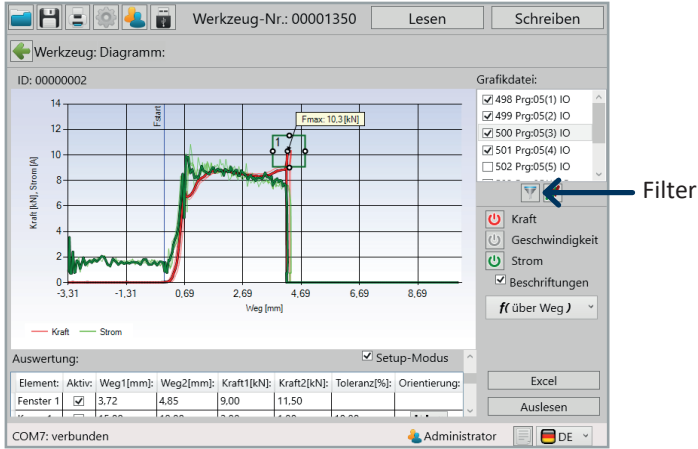 Werkzeug-Nr.: 00001350
Lesen
Schreiben
Werkzeug: Diagramm:
ID: 00000002
Grafikdatei:
498 Prg:05(1) IO
499 Prg:05(2) IO
500 Prg:05(3) IO
501 Prg:05(4) IO
502 Prg:05(5) IO
Filter
Kraft
Geschwindigkeit
Strom
Beschriftungen
f( über Weg )
Kraft [kN], Strom [A]
14
12
10
8
6
4
2
0
Fstart
Fmax: 10,3[kN]
1
-3,31
-1,31
0,69
2,69
4,69
6,69
8,69
Weg [mm]
Kraft
Strom
Auswertung:
Setup-Modus
Element: Aktiv: Weg1[mm]: Weg2[mm]: Kraft1[kN]: Kraft2[kN]: Toleranz[%]: Orientierung:
Fenster 1 3,72 4,85 9,00 11,50
Excel
Auslesen
COM7: verbunden
Administrator
DE